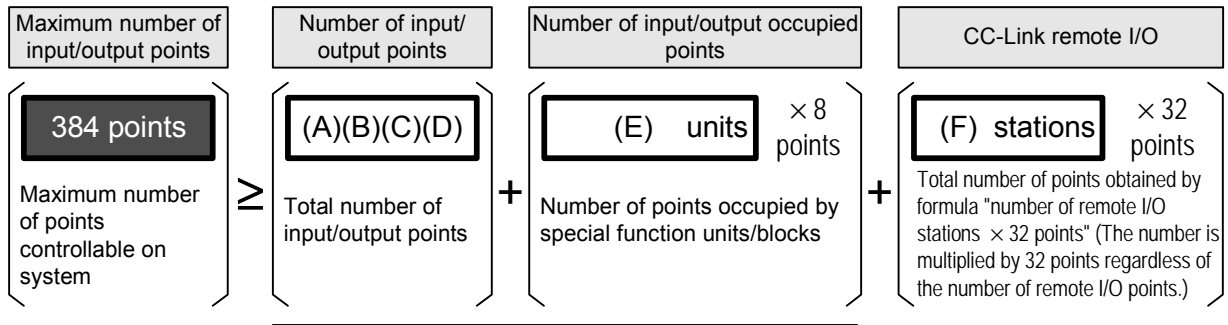 Maximum number of
input/output points
Number of input/
output points
Number of input/output occupied
points
CC-Link remote I/O
384 points
Maximum number
of points
controllable on
system
≥
(A)(B)(C)(D)
Total number of
input/output points
+
(E) units
× 8
points
Number of points occupied by
special function units/blocks
+
(F) stations
× 32
points
Total number of points obtained by
formula "number of remote I/O
stations × 32 points" (The number is
multiplied by 32 points regardless of
the number of remote I/O points.)